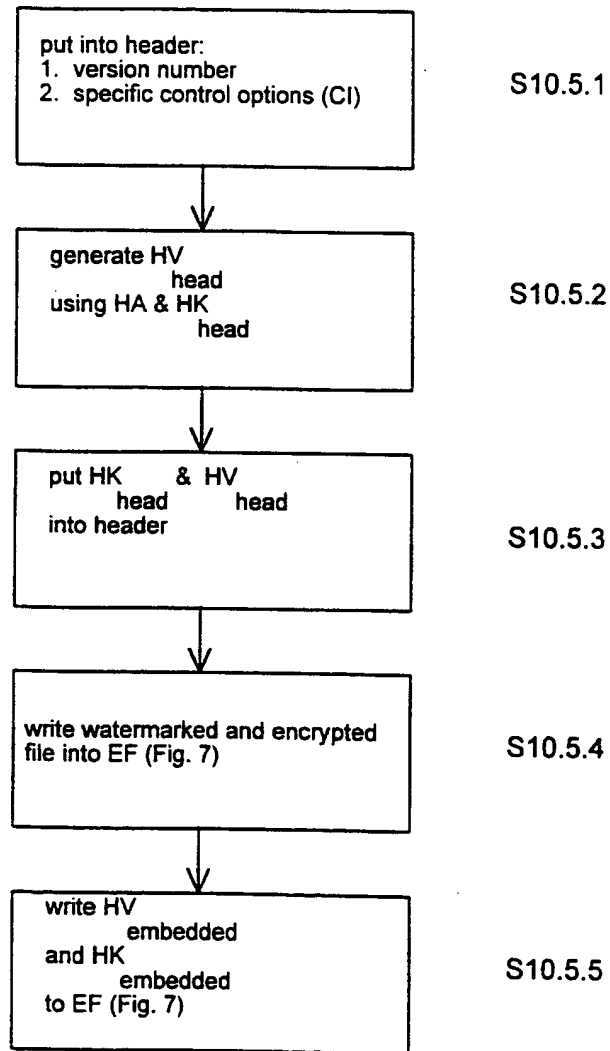 put into header:
1. version number
2. specific control options (CI)
S10.5.1
generate HV
head
using HA & HK
head
S10.5.2
put HK & HV
head head
into header
S10.5.3
write watermarked and encrypted
file into EF (Fig. 7)
S10.5.4
write HV
embedded
and HK
embedded
to EF (Fig. 7)
S10.5.5